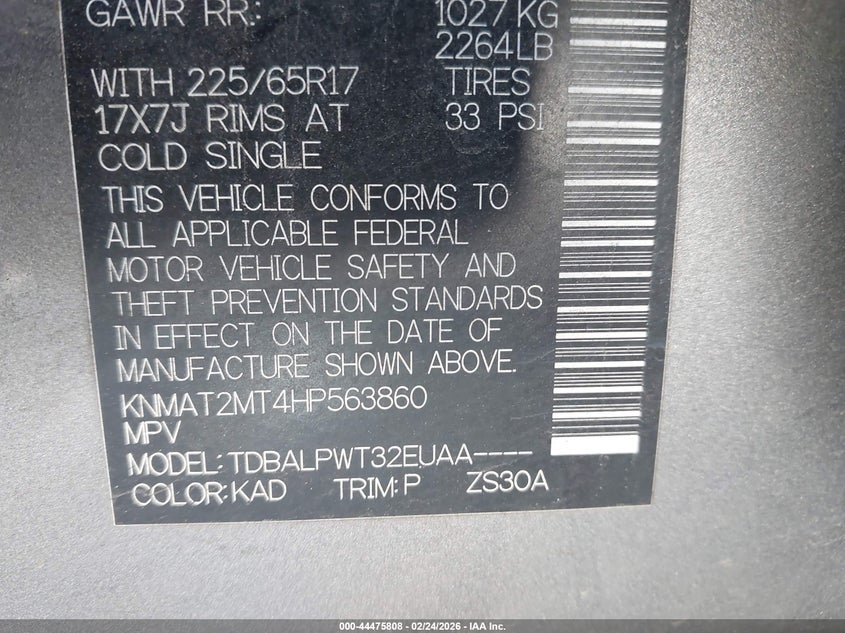 GAWR RR: 1027 KG
2264LB
WITH 225/65R17 TIRES
17X7J RIMS AT 33 PSI
COLD SINGLE
THIS VEHICLE CONFORMS TO
ALL APPLICABLE FEDERAL
MOTOR VEHICLE SAFETY AND
THEFT PREVENTION STANDARDS
IN EFFECT ON THE DATE OF
MANUFACTURE SHOWN ABOVE.
KNMAT2MT4HP563860
MPV
MODEL:TDBALPWT32EUAA----
COLOR:KAD TRIM:P ZS30A
000-44475808 - 02/24/2026 - IAA Inc.